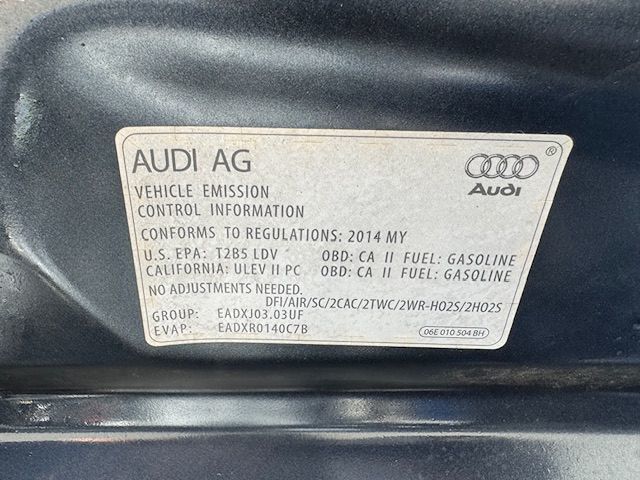 AUDI AG
®
Audi
VEHICLE EMISSION
CONTROL INFORMATION
CONFORMS TO REGULATIONS: 2014 MY
U.S. EPA: T2B5 LDV OBD: CA II FUEL: GASOLINE
CALIFORNIA: ULEV II PC OBD: CA II FUEL: GASOLINE
NO ADJUSTMENTS NEEDED.
DFI/AIR/SC/2CAC/2TWC/2WR-HO2S/2HO2S
GROUP: EADXJ03.03UF
EVAP: EADXR0140C7B
06E 010 504 BH